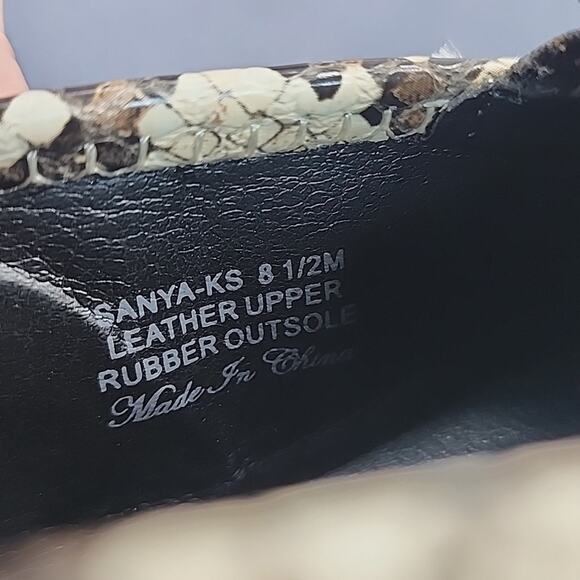 SANYA-KS 8 1/2M
LEATHER UPPER
RUBBER OUTSOLE
Made In China